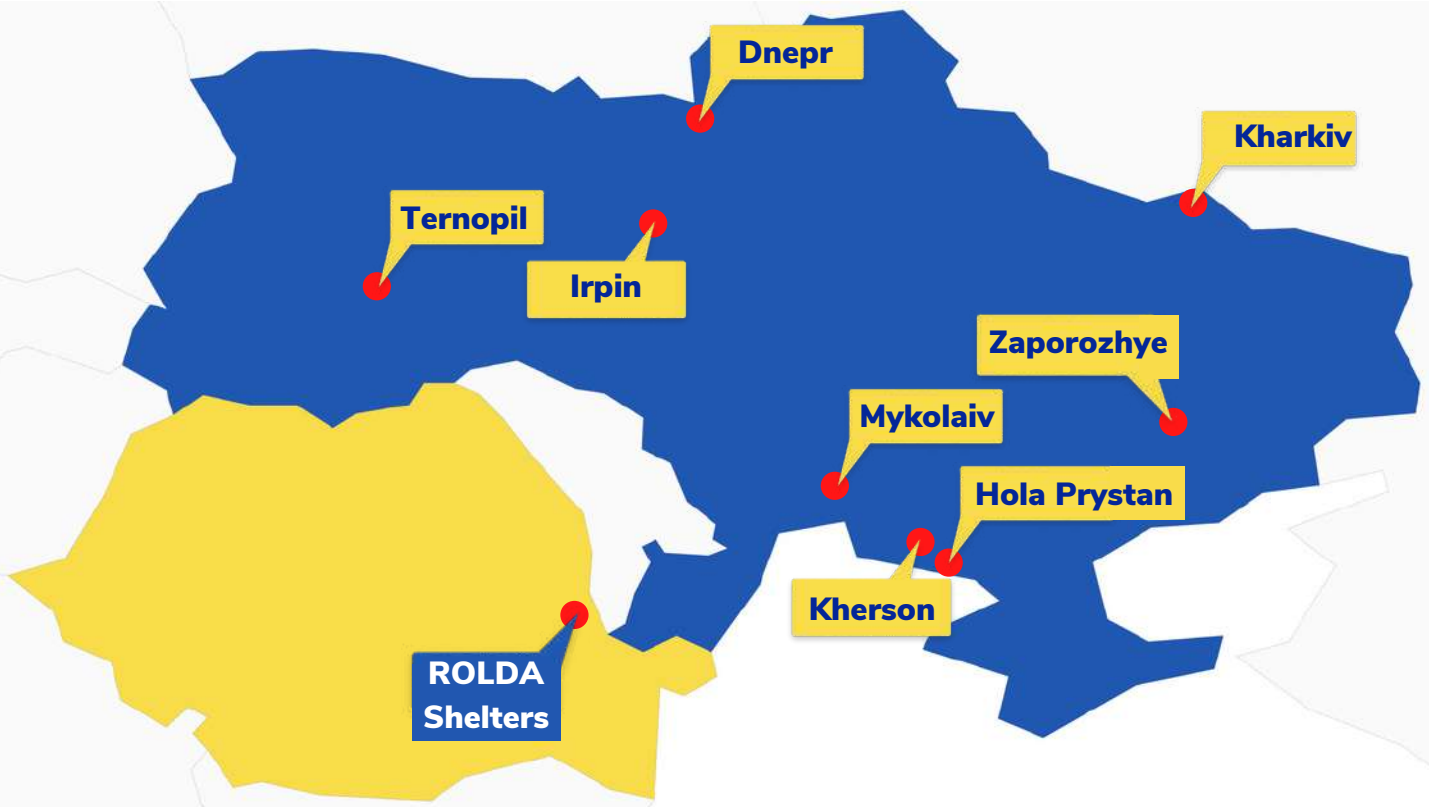 Dnepr
Kharkiv
Ternopil
Irpin
Zaporozhye
Mykolaiv
Hola Prystan
Kherson
ROLDA
Shelters